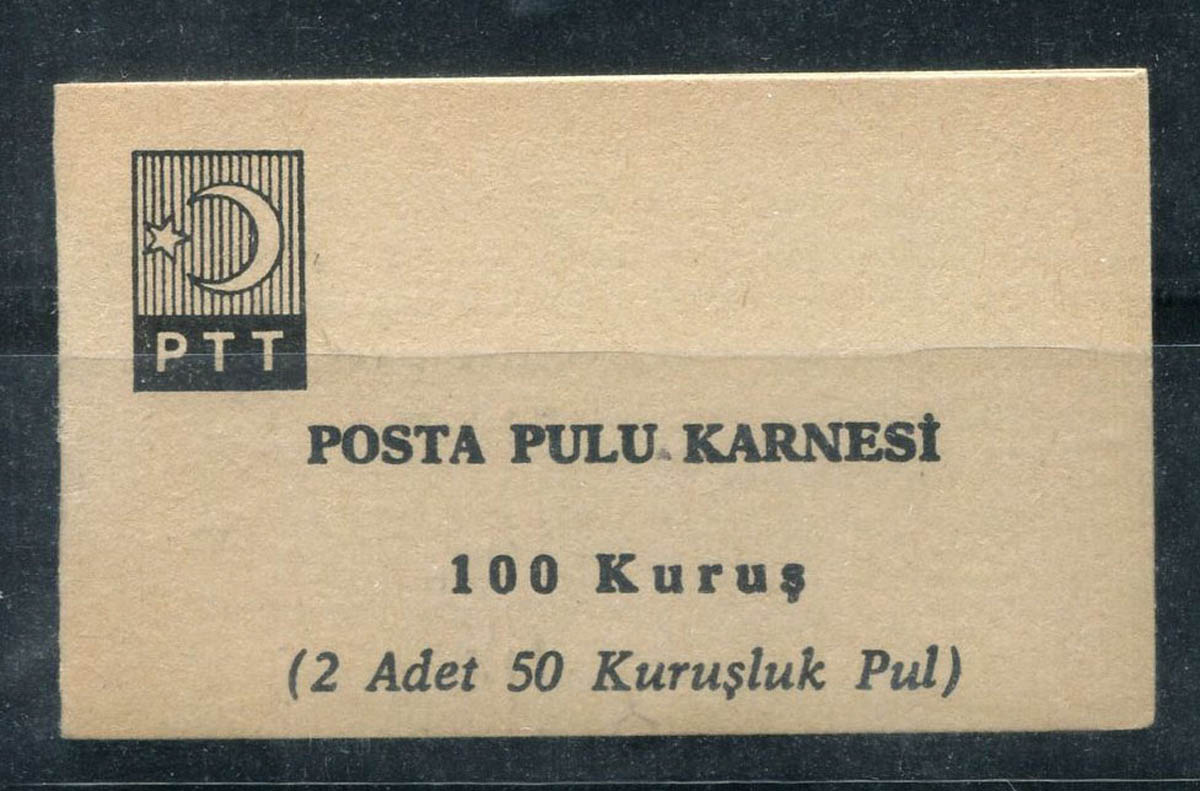 PTT
POSTA PULU KARNESİ
100 Kuruş
(2 Adet 50 Kuruşluk Pul)